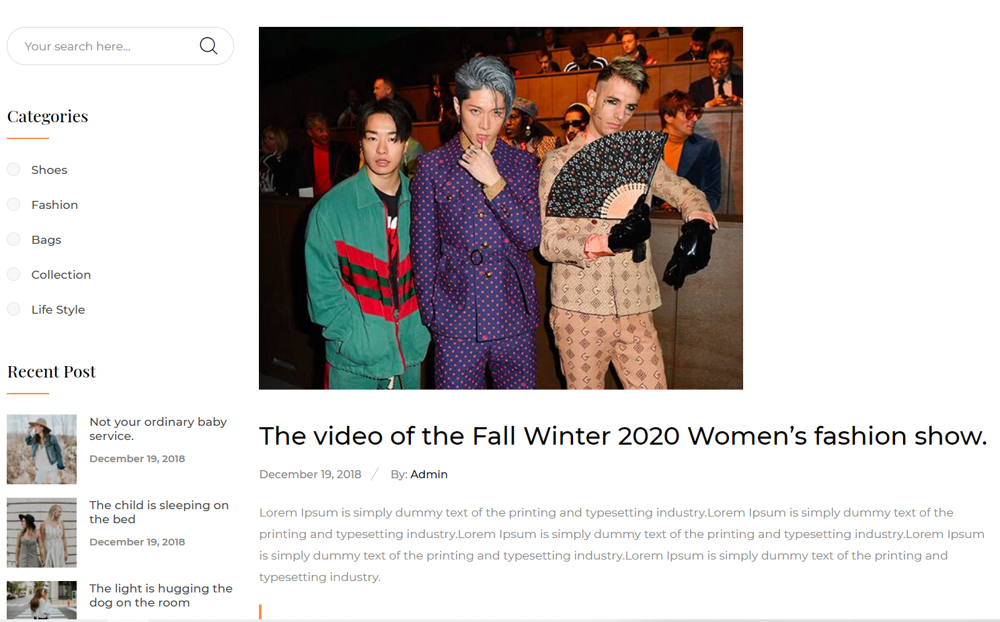 Your search here...
Categories
Shoes
Fashion
Bags
Collection
Life Style
Recent Post
Not your ordinary baby
service.
December 19, 2018
The child is sleeping on
the bed
December 19, 2018
The light is hugging the
dog on the room
The video of the Fall Winter 2020 Women’s fashion show.
December 19, 2018 / By: Admin
Lorem Ipsum is simply dummy text of the printing and typesetting industry.Lorem Ipsum is simply dummy text of the
printing and typesetting industry.Lorem Ipsum is simply dummy text of the printing and typesetting industry.Lorem Ipsum
is simply dummy text of the printing and typesetting industry.Lorem Ipsum is simply dummy text of the printing and
typesetting industry.